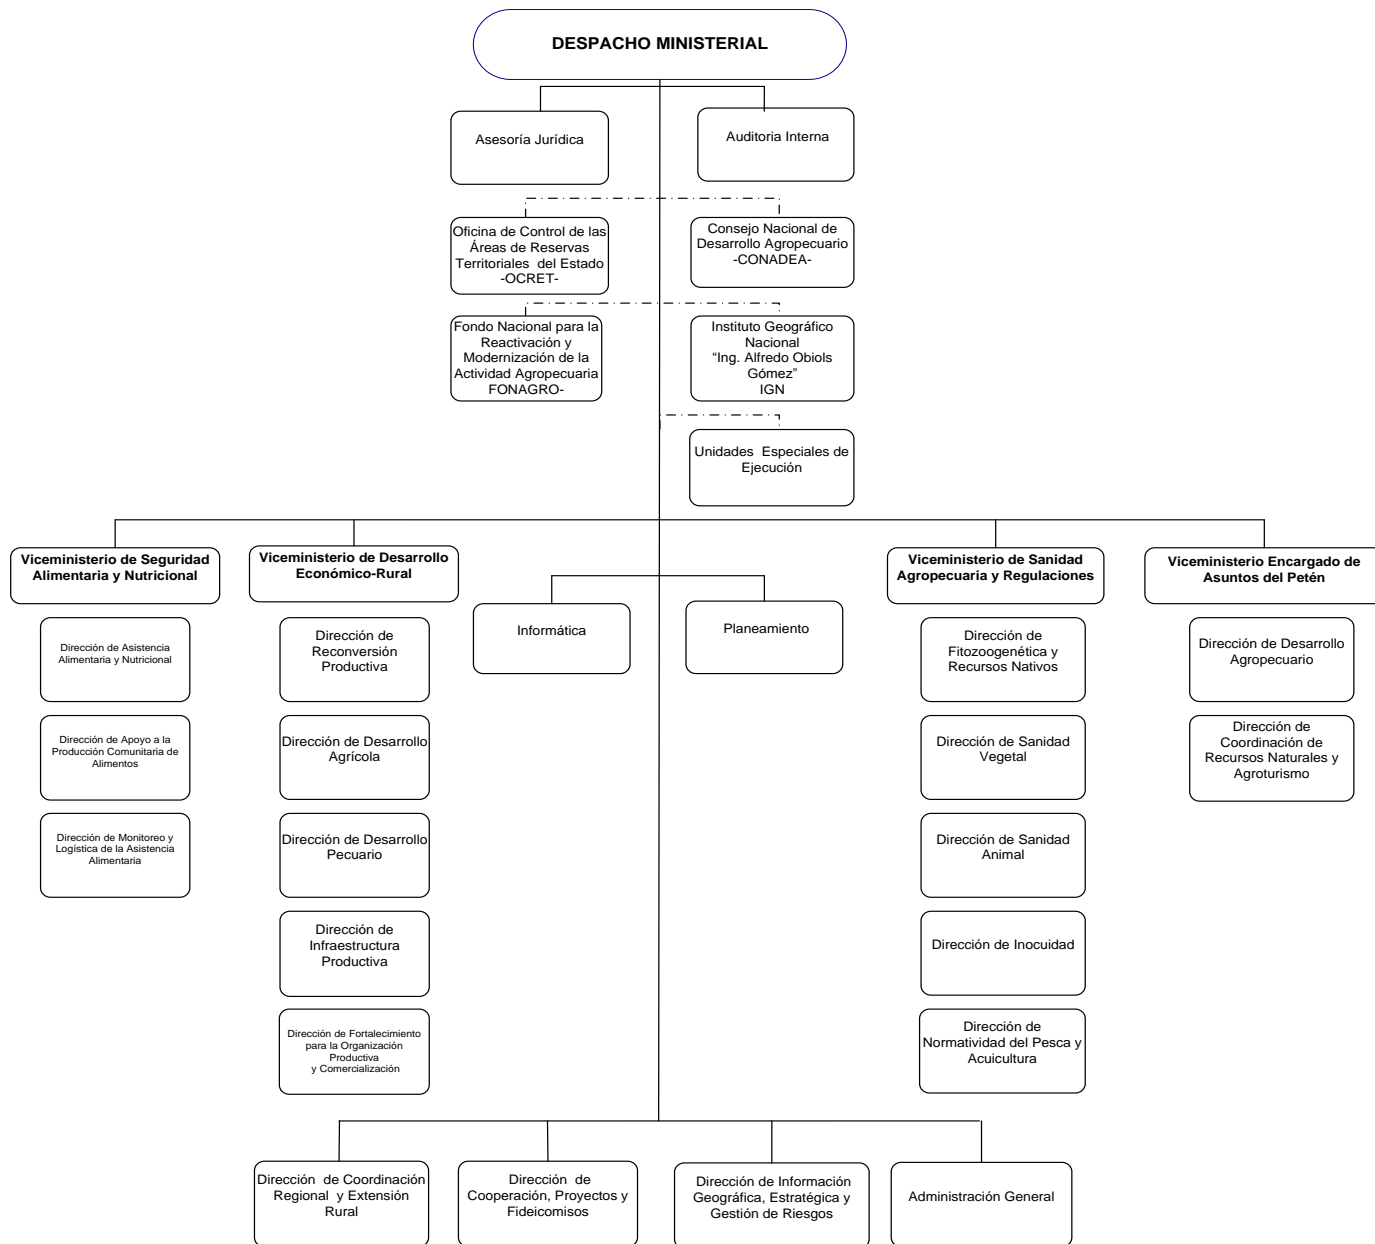 DESPACHO MINISTERIAL
Asesoría Jurídica
Auditoria Interna
Oficina de Control de las
Áreas de Reservas
Territoriales del Estado
-OCRET-
Consejo Nacional de
Desarrollo Agropecuario
-CONADEA-
Fondo Nacional para la
Reactivación y
Modernización de la
Actividad Agropecuaria
FONAGRO-
Instituto Geográfico
Nacional
“Ing. Alfredo Obiols
Gómez”
IGN
Unidades Especiales de
Ejecución
Viceministerio de Seguridad
Alimentaria y Nutricional
Viceministerio de Desarrollo
Económico-Rural
Viceministerio de Sanidad
Agropecuaria y Regulaciones
Viceministerio Encargado de
Asuntos del Petén
Informática
Planeamiento
Dirección de Asistencia
Alimentaria y Nutricional
Dirección de Apoyo a la
Producción Comunitaria de
Alimentos
Dirección de Monitoreo y
Logística de la Asistencia
Alimentaria
Dirección de
Reconversión
Productiva
Dirección de Desarrollo
Agrícola
Dirección de Desarrollo
Pecuario
Dirección de
Infraestructura
Productiva
Dirección de Fortalecimiento
para la Organización
Productiva
y Comercialización
Dirección de
Fitozoogenética y
Recursos Nativos
Dirección de Sanidad
Vegetal
Dirección de Sanidad
Animal
Dirección de Inocuidad
Dirección de
Normatividad del Pesca y
Acuicultura
Dirección de Desarrollo
Agropecuario
Dirección de
Coordinación de
Recursos Naturales y
Agroturismo
Dirección de Coordinación
Regional y Extensión
Rural
Dirección de
Cooperación, Proyectos y
Fideicomisos
Dirección de Información
Geográfica, Estratégica y
Gestión de Riesgos
Administración General